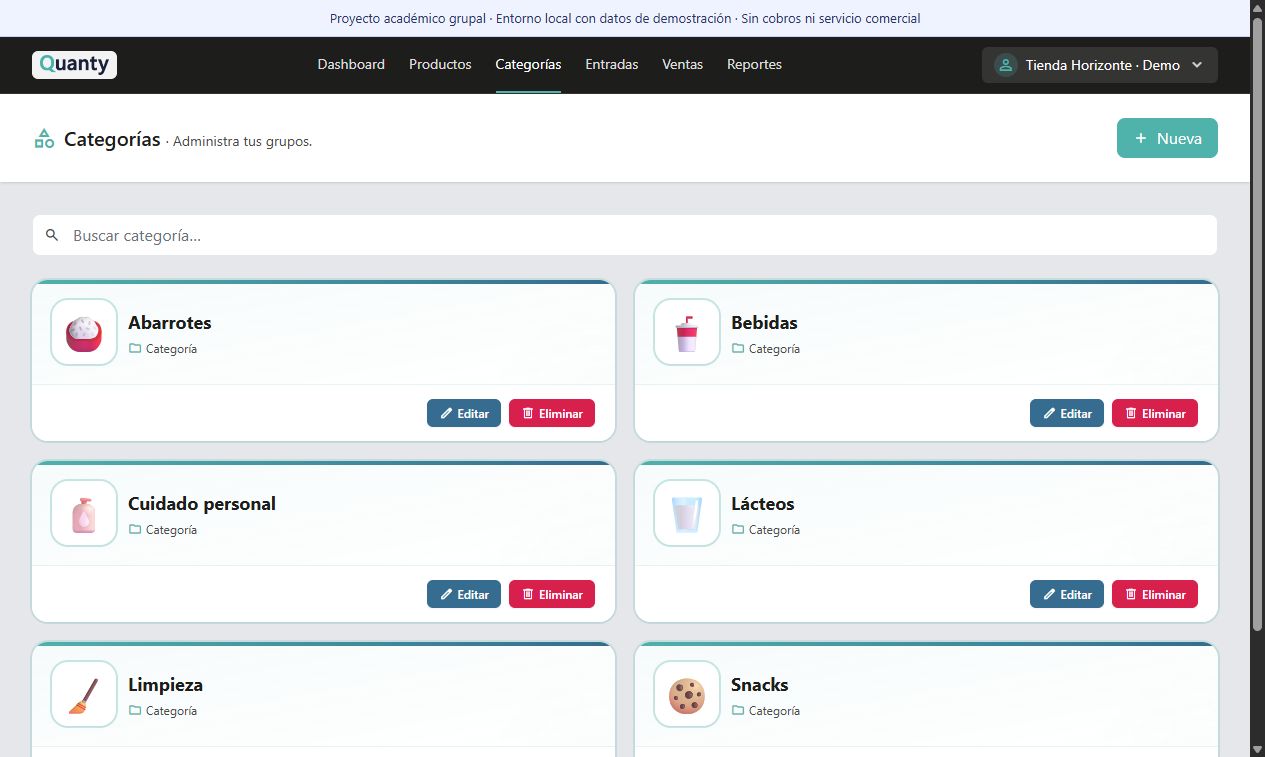 Proyecto académico grupal · Entorno local con datos de demostración · Sin cobros ni servicio comercial
Quanty
Dashboard
Productos
Categorías
Entradas
Ventas
Reportes
Tienda Horizonte · Demo
Categorías · Administra tus grupos.
+ Nueva
Buscar categoría...
Abarrotes
Categoría
Editar
Eliminar
Bebidas
Categoría
Editar
Eliminar
Cuidado personal
Categoría
Editar
Eliminar
Lácteos
Categoría
Editar
Eliminar
Limpieza
Categoría
Snacks
Categoría